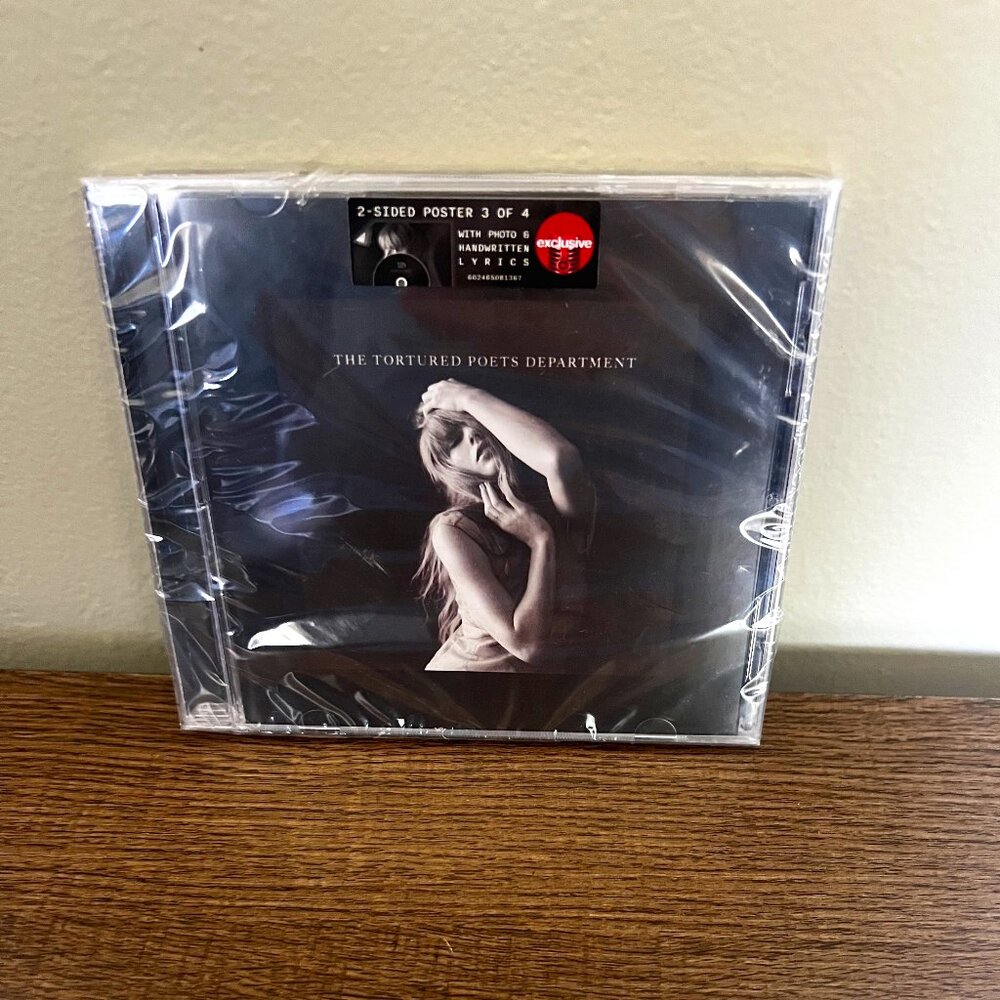 2-SIDED POSTER 3 OF 4
WITH PHOTO &
HANDWRITTEN
LYRICS
exclusive
602465081367
THE TORTURED POETS DEPARTMENT